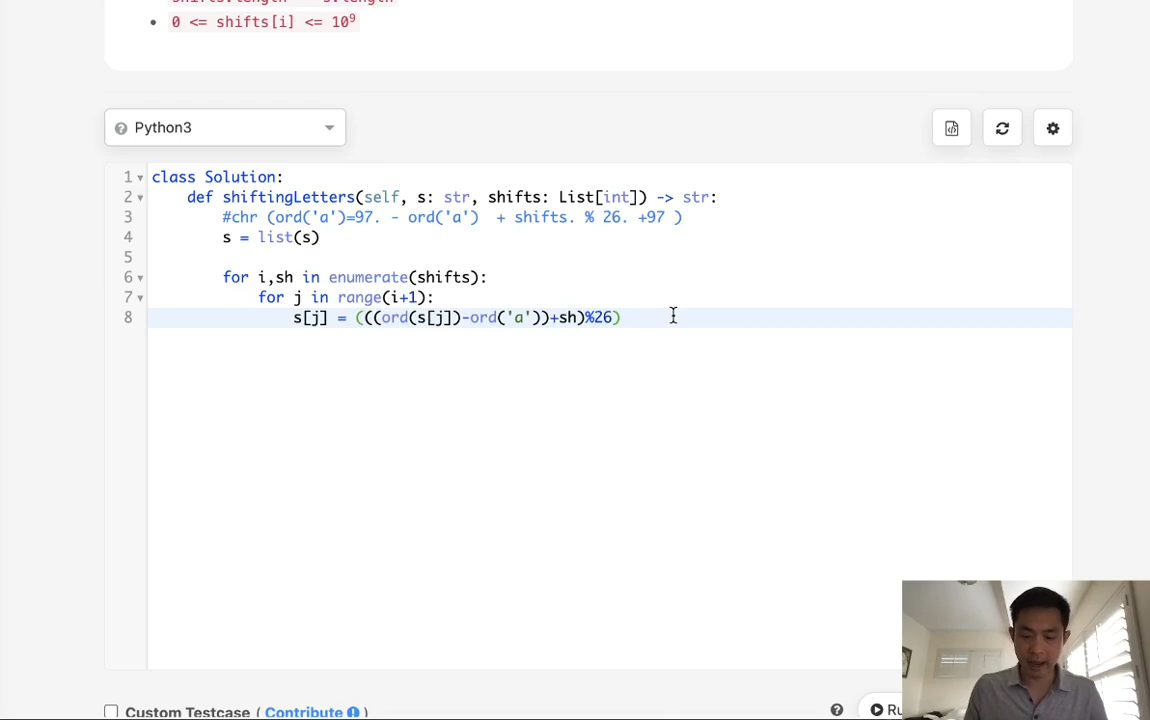 0 <= shifts[i] <= 10⁹
Python3
1 class Solution:
2     def shiftingLetters(self, s: str, shifts: List[int]) -> str:
3         #chr (ord('a')=97. - ord('a')  + shifts. % 26. +97 )
4         s = list(s)
5
6         for i,sh in enumerate(shifts):
7             for j in range(i+1):
8                 s[j] = (((ord(s[j])-ord('a'))+sh)%26)
Custom Testcase ( Contribute )